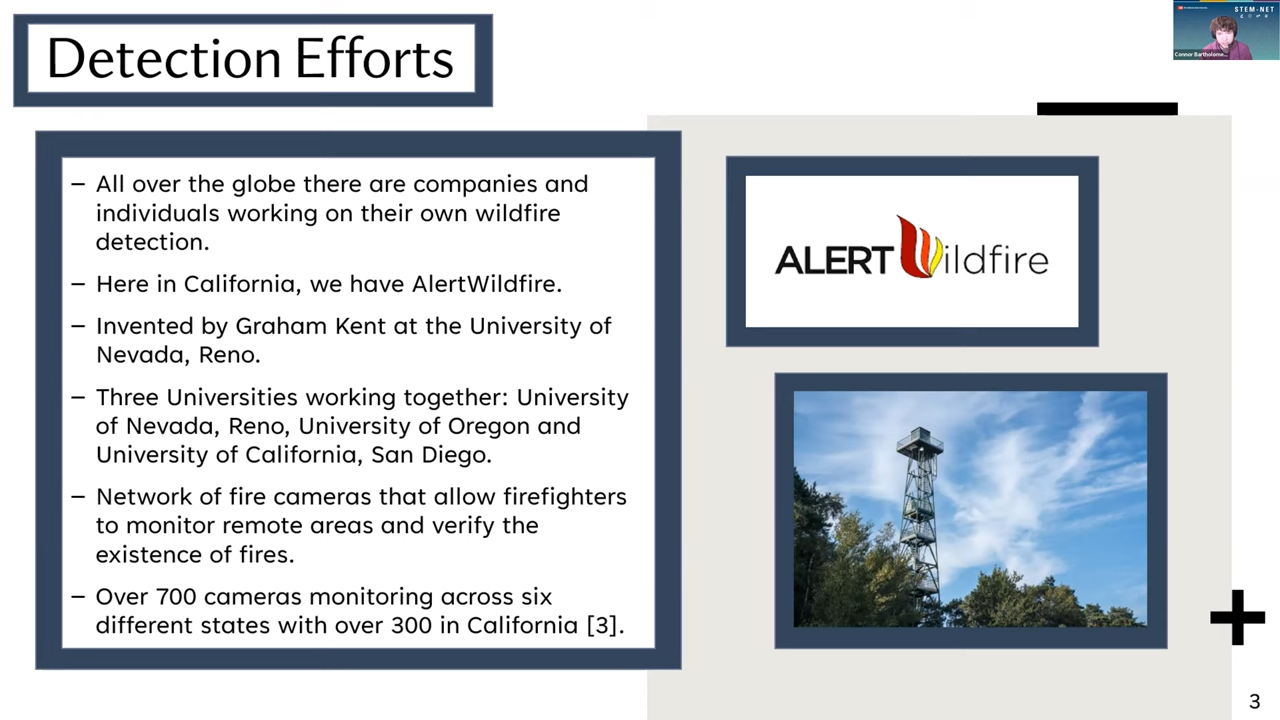 Detection Efforts
STEM-NET
Connor Bartholome...
– All over the globe there are companies and
individuals working on their own wildfire
detection.
– Here in California, we have AlertWildfire.
– Invented by Graham Kent at the University of
Nevada, Reno.
– Three Universities working together: University
of Nevada, Reno, University of Oregon and
University of California, San Diego.
– Network of fire cameras that allow firefighters
to monitor remote areas and verify the
existence of fires.
– Over 700 cameras monitoring across six
different states with over 300 in California [3].
ALERTWildfire
3